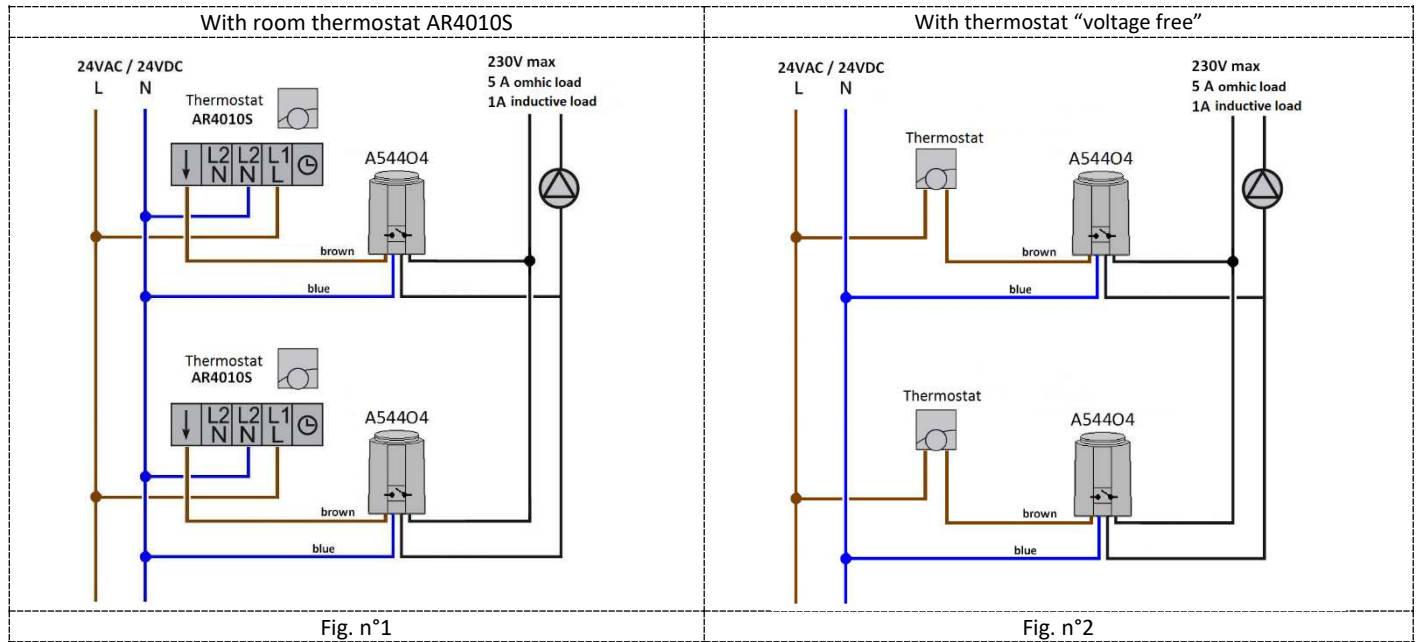 With room thermostat AR4010S
With thermostat “voltage free”
24VAC / 24VDC
L N
Thermostat
AR4010S
230V max
5 A omhic load
1A inductive load
L2 L2 L1
N N L
A544O4
brown
blue
Thermostat
AR4010S
L2 L2 L1
N N L
A544O4
brown
blue
Fig. n°1
24VAC / 24VDC
L N
Thermostat
230V max
5 A omhic load
1A inductive load
A544O4
brown
blue
Thermostat
A544O4
brown
blue
Fig. n°2